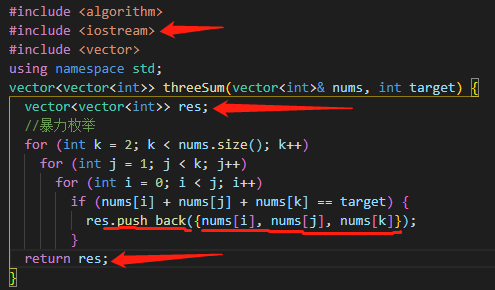 #include <algorithm>
#include <iostream>
#include <vector>
using namespace std;
vector<vector<int>> threeSum(vector<int>& nums, int target) {
  vector<vector<int>> res;
  //暴力枚举
  for (int k = 2; k < nums.size(); k++)
    for (int j = 1; j < k; j++)
      for (int i = 0; i < j; i++)
        if (nums[i] + nums[j] + nums[k] == target) {
          res.push_back({nums[i], nums[j], nums[k]});
        }
  return res;
}